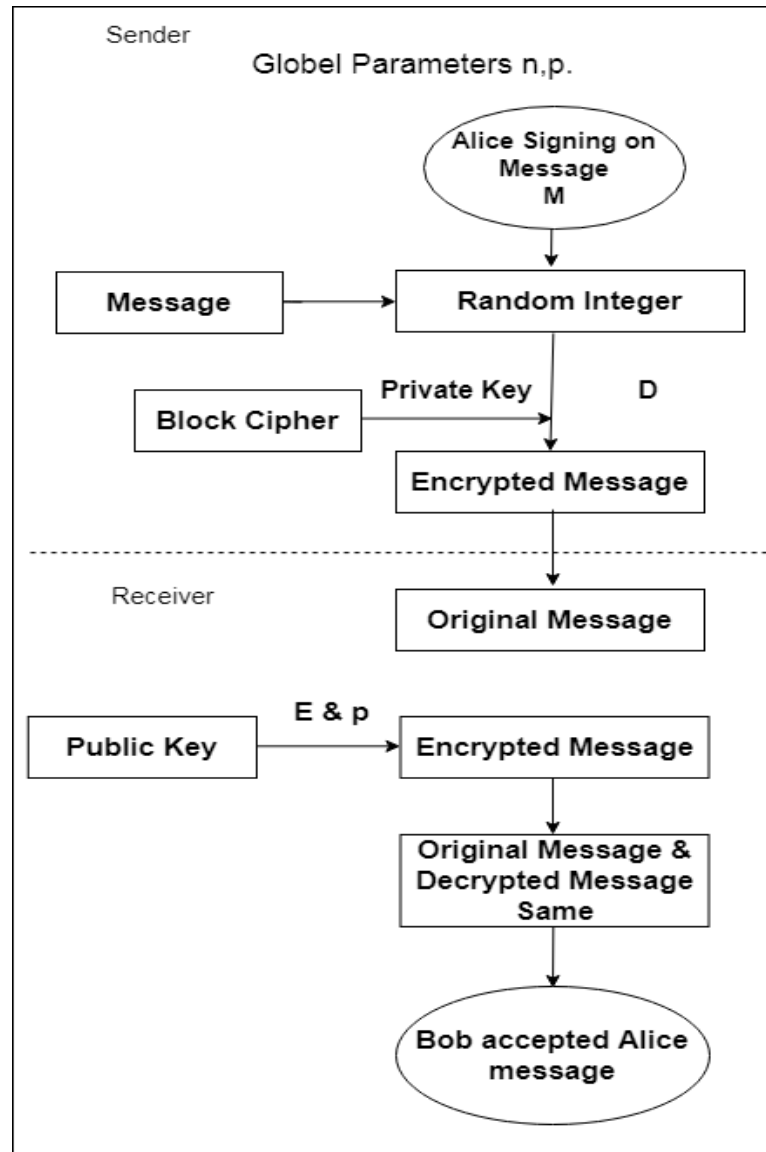 Sender
Globel Parameters n,p.
Alice Signing on
Message
M
Message
Random Integer
Private Key
D
Block Cipher
Encrypted Message
Receiver
Original Message
E & p
Public Key
Encrypted Message
Original Message &
Decrypted Message
Same
Bob accepted Alice
message